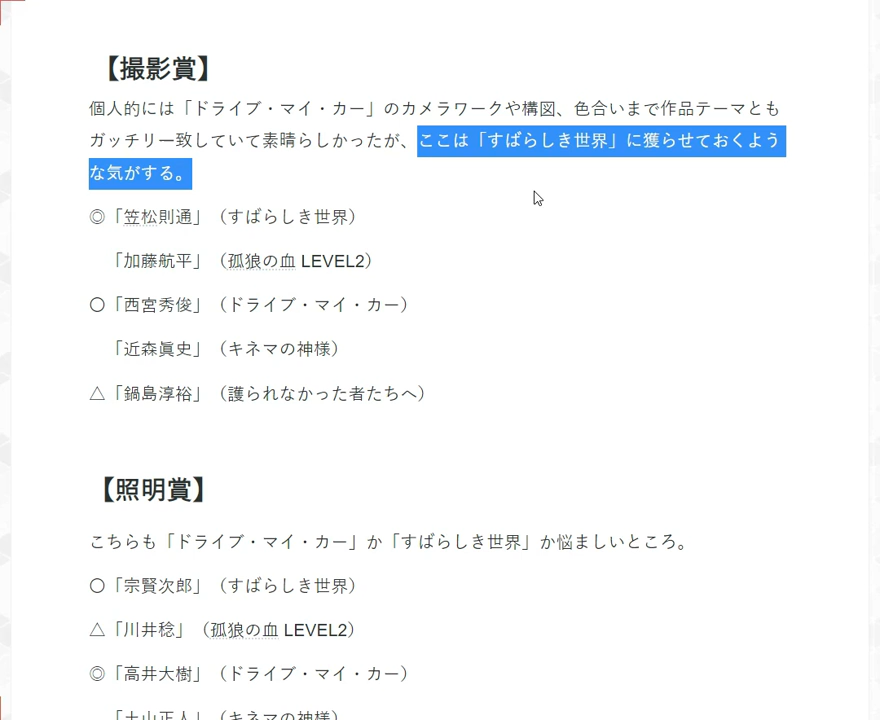 【撮影賞】
個人的には「ドライブ・マイ・カー」のカメラワークや構図、色合いまで作品テーマとも
ガッチリ一致していて素晴らしかったが、ここは「すばらしき世界」に獲らせておくよう
な気がする。
◎「笠松則通」（すばらしき世界）
「加藤航平」（孤狼の血 LEVEL2）
〇「西宮秀俊」（ドライブ・マイ・カー）
「近森眞史」（キネマの神様）
△「鍋島淳裕」（護られなかった者たちへ）
【照明賞】
こちらも「ドライブ・マイ・カー」か「すばらしき世界」か悩ましいところ。
〇「宗賢次郎」（すばらしき世界）
△「川井稔」（孤狼の血 LEVEL2）
◎「高井大樹」（ドライブ・マイ・カー）
「土山正人」（キネマの神様）